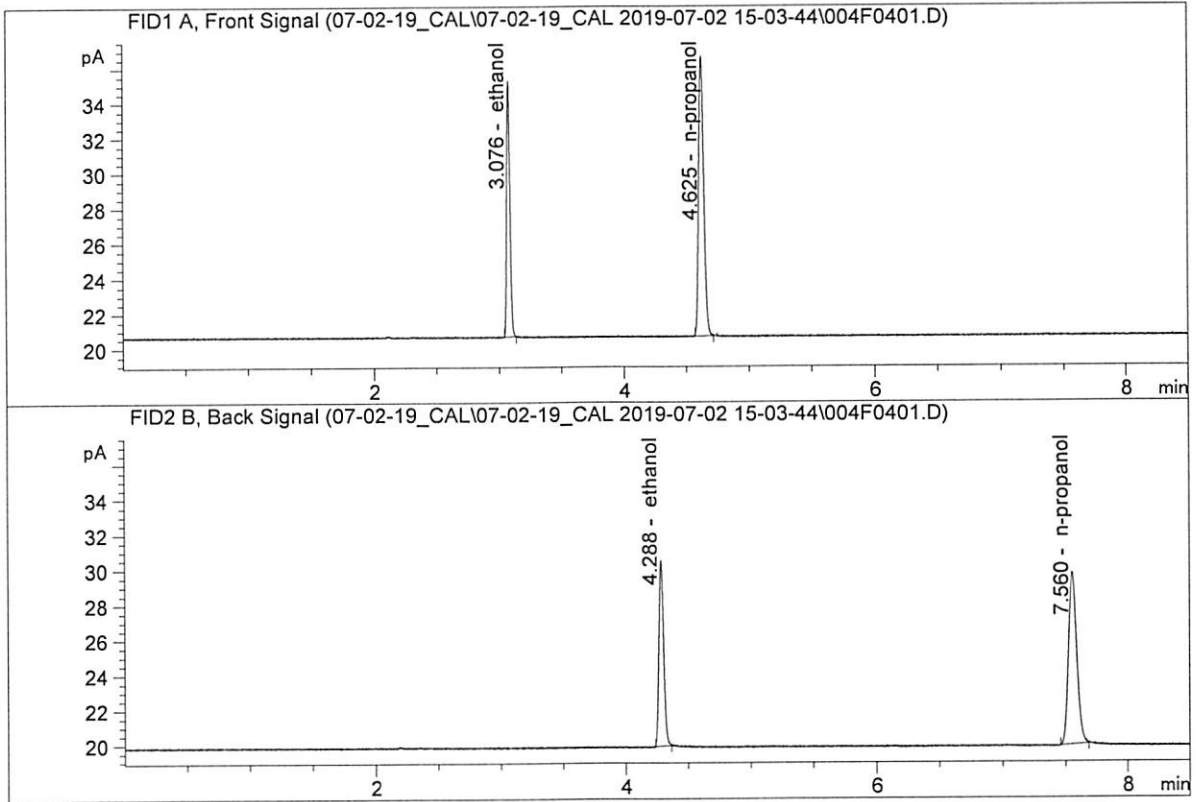 FID1 A, Front Signal (07-02-19_CAL\07-02-19_CAL 2019-07-02 15-03-44\004F0401.D)
pA
3.076 - ethanol
4.625 - n-propanol
34
32
30
28
26
24
22
20
2
4
6
8
min
FID2 B, Back Signal (07-02-19_CAL\07-02-19_CAL 2019-07-02 15-03-44\004F0401.D)
pA
4.288 - ethanol
7.560 - n-propanol
34
32
30
28
26
24
22
20
2
4
6
8
min